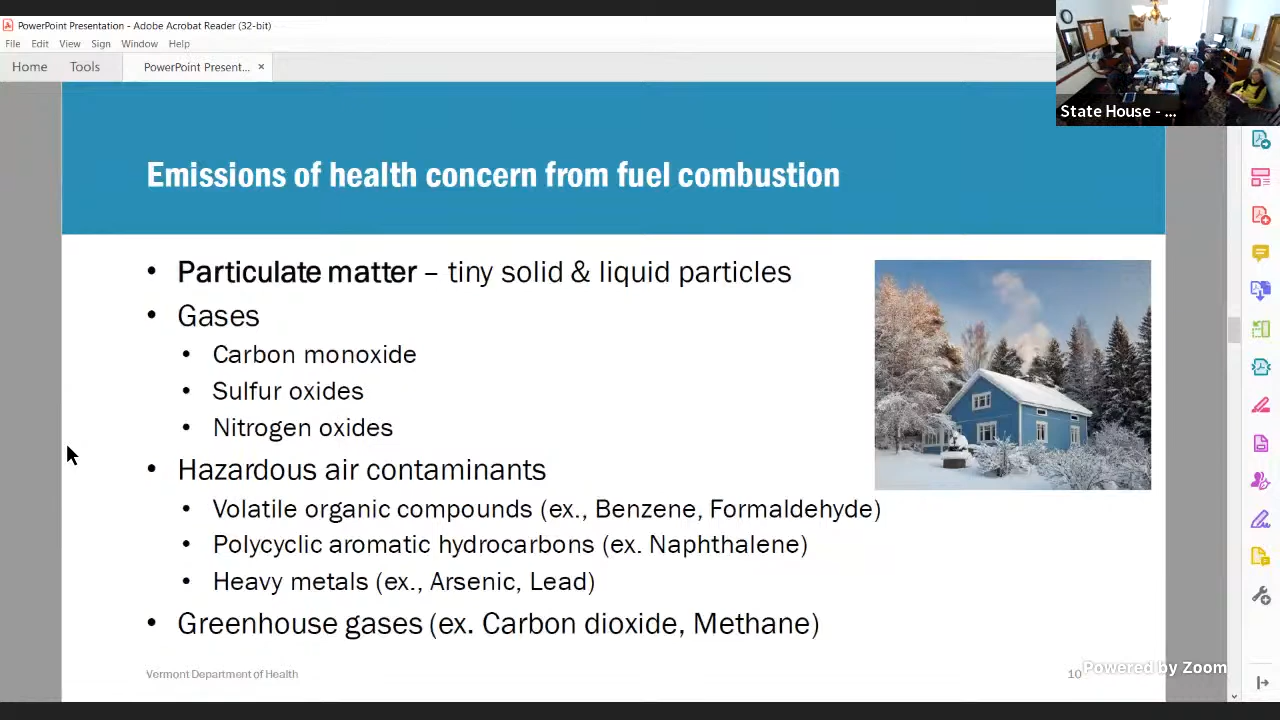 PowerPoint Presentation - Adobe Acrobat Reader (32-bit)
File Edit View Sign Window Help
Home Tools PowerPoint Present... ×
State House - ...
Emissions of health concern from fuel combustion
• Particulate matter – tiny solid & liquid particles
• Gases
• Carbon monoxide
• Sulfur oxides
• Nitrogen oxides
• Hazardous air contaminants
• Volatile organic compounds (ex., Benzene, Formaldehyde)
• Polycyclic aromatic hydrocarbons (ex. Naphthalene)
• Heavy metals (ex., Arsenic, Lead)
• Greenhouse gases (ex. Carbon dioxide, Methane)
Vermont Department of Health
10
Powered by Zoom